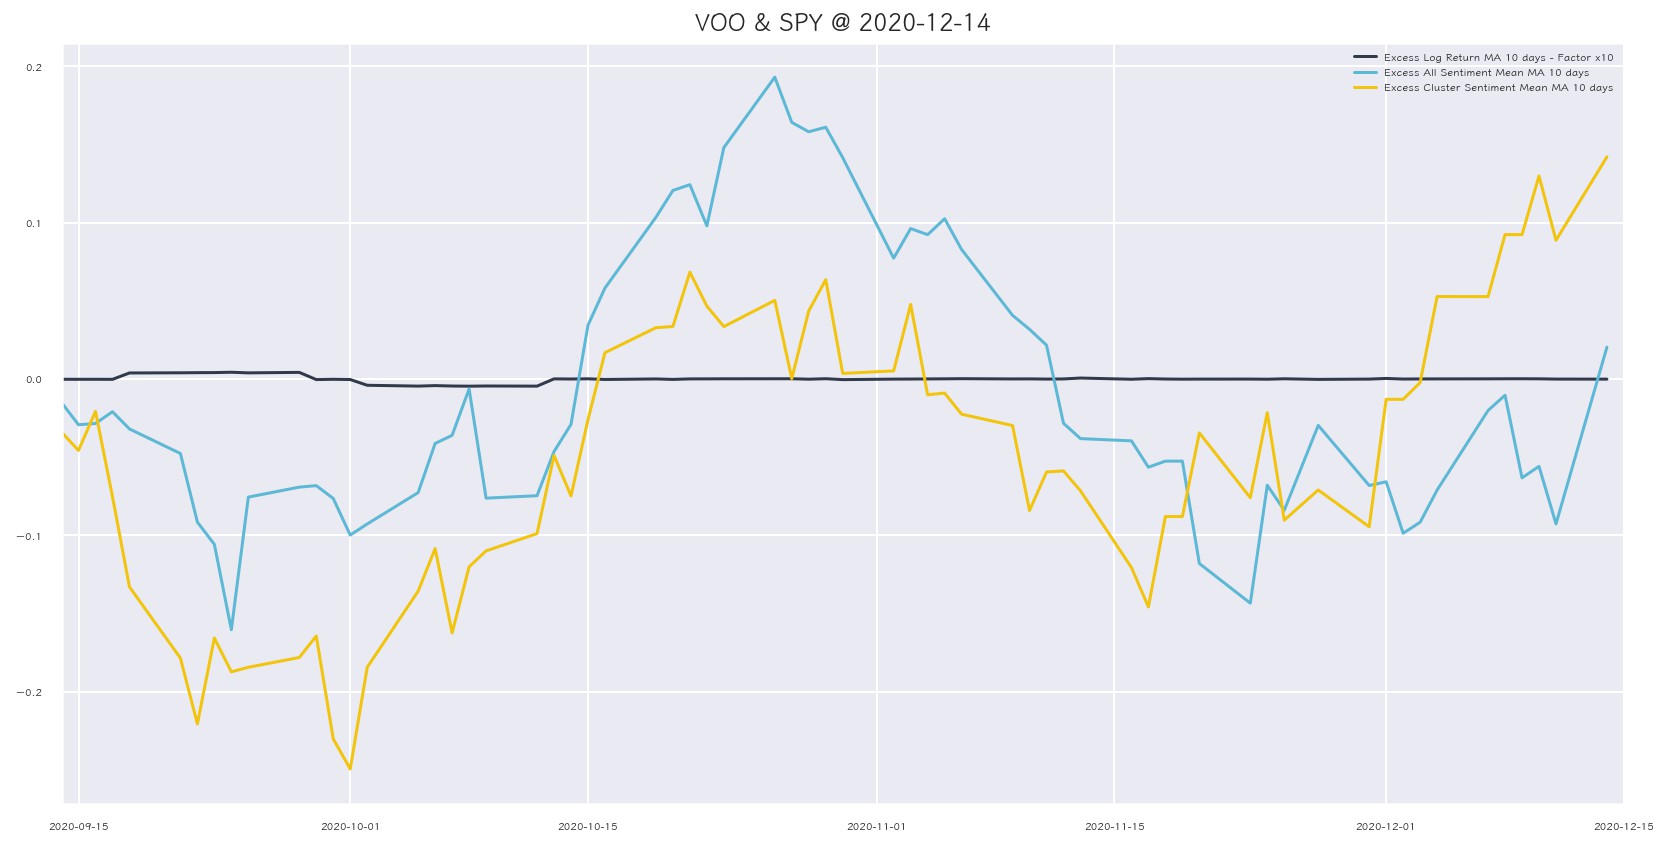 VOO & SPY @ 2020-12-14
Excess Log Return MA 10 days - Factor x10
Excess All Sentiment Mean MA 10 days
Excess Cluster Sentiment Mean MA 10 days
0.2
0.1
0.0
−0.1
−0.2
2020-09-15 2020-10-01 2020-10-15 2020-11-01 2020-11-15 2020-12-01 2020-12-15